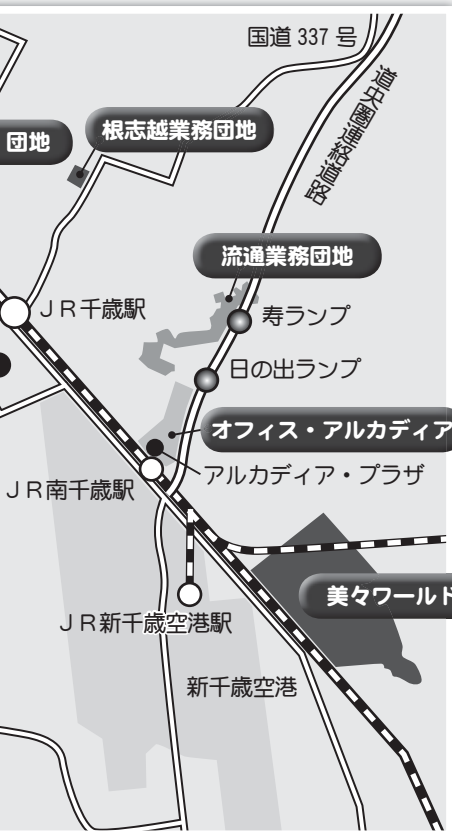 国道 337 号
道央圏連絡道路
団地
根志越業務団地
流通業務団地
ＪＲ千歳駅
寿ランプ
日の出ランプ
オフィス・アルカディア
アルカディア・プラザ
ＪＲ南千歳駅
美々ワールド
ＪＲ新千歳空港駅
新千歳空港